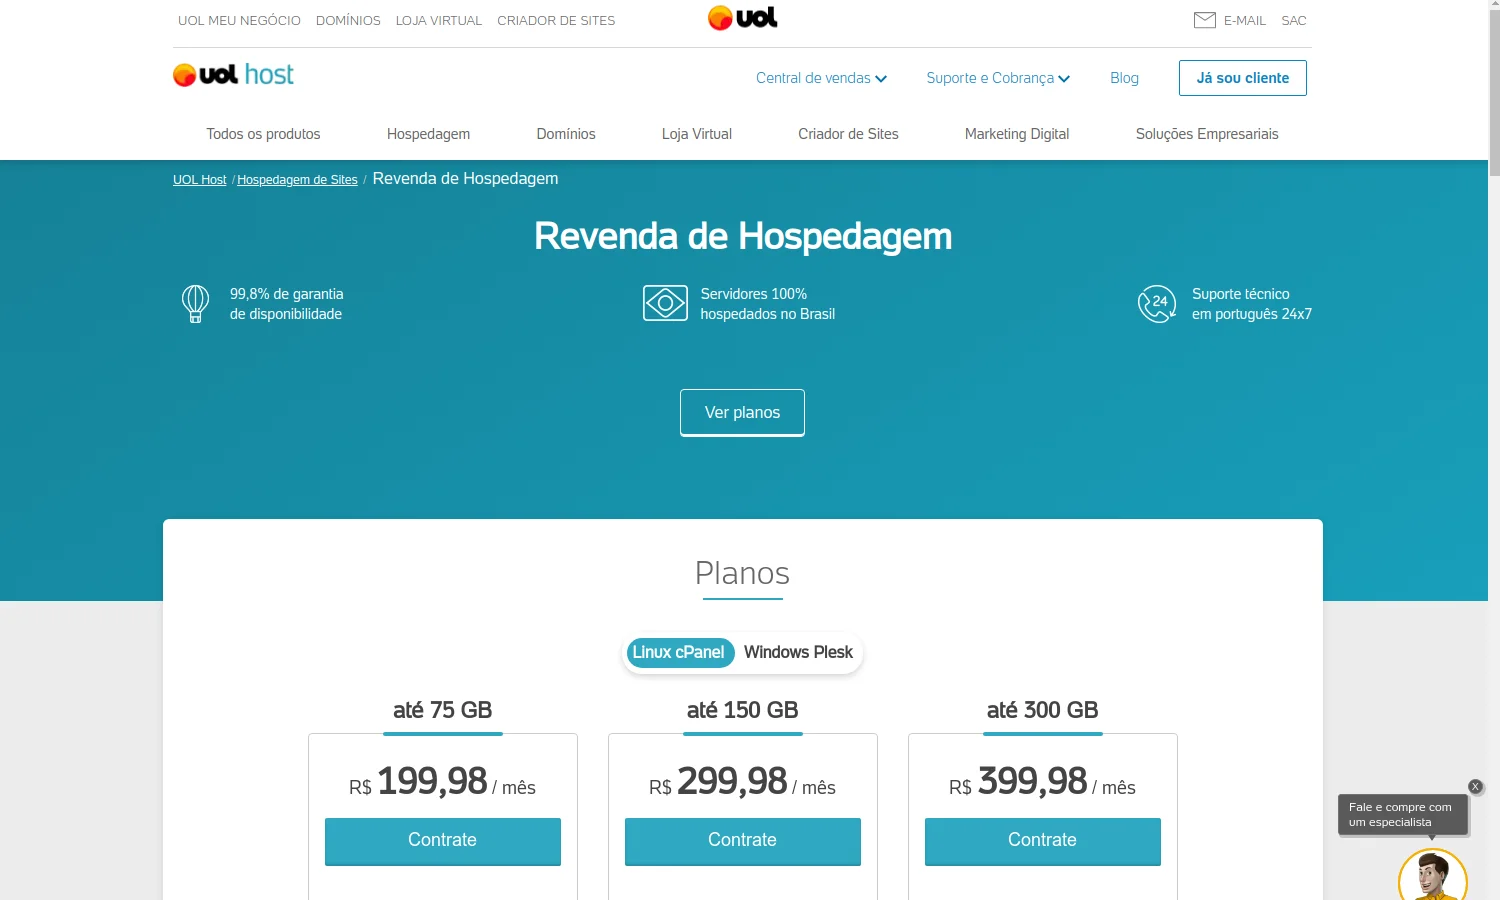 UOL MEU NEGÓCIO DOMÍNIOS LOJA VIRTUAL CRIADOR DE SITES uol E-MAIL SAC
uol host Central de vendas Suporte e Cobrança Blog Já sou cliente
Todos os produtos Hospedagem Domínios Loja Virtual Criador de Sites Marketing Digital Soluções Empresariais
UOL Host / Hospedagem de Sites / Revenda de Hospedagem
Revenda de Hospedagem
99,8% de garantia
de disponibilidade
Servidores 100%
hospedados no Brasil
24
Suporte técnico
em português 24x7
Ver planos
Planos
Linux cPanel Windows Plesk
até 75 GB
R$ 199,98 / mês
Contrate
até 150 GB
R$ 299,98 / mês
Contrate
até 300 GB
R$ 399,98 / mês
Contrate
X
Fale e compre com
um especialista